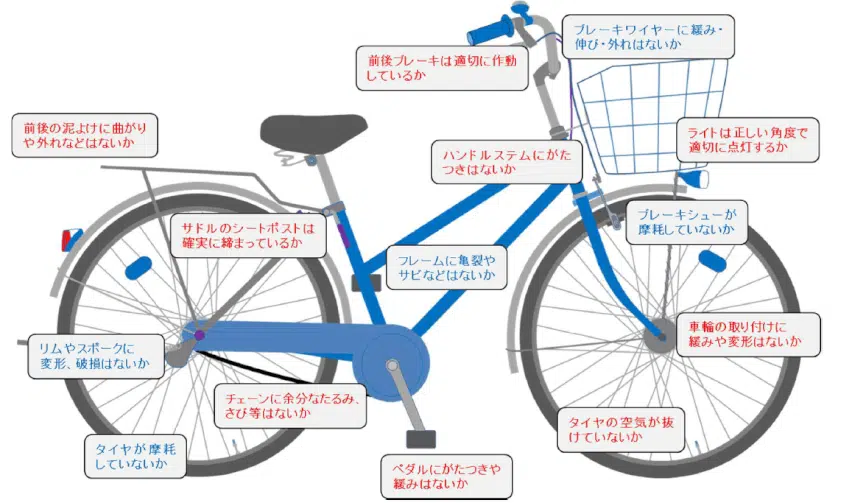 ブレーキワイヤーに緩み・
伸び・外れはないか
前後ブレーキは適切に作動
しているか
前後の泥よけに曲がり
や外れなどはないか
ライトは正しい角度で
適切に点灯するか
ハンドルステムにがた
つきはないか
サドルのシートポストは
確実に締まっているか
ブレーキシューが
摩耗していないか
フレームに亀裂や
サビなどはないか
リムやスポークに
変形、破損はないか
車輪の取り付けに
緩みや変形はないか
チェーンに余分なたるみ、
さび等はないか
タイヤの空気が抜
けていないか
タイヤが摩耗
していないか
ペダルにがたつきや
緩みはないか